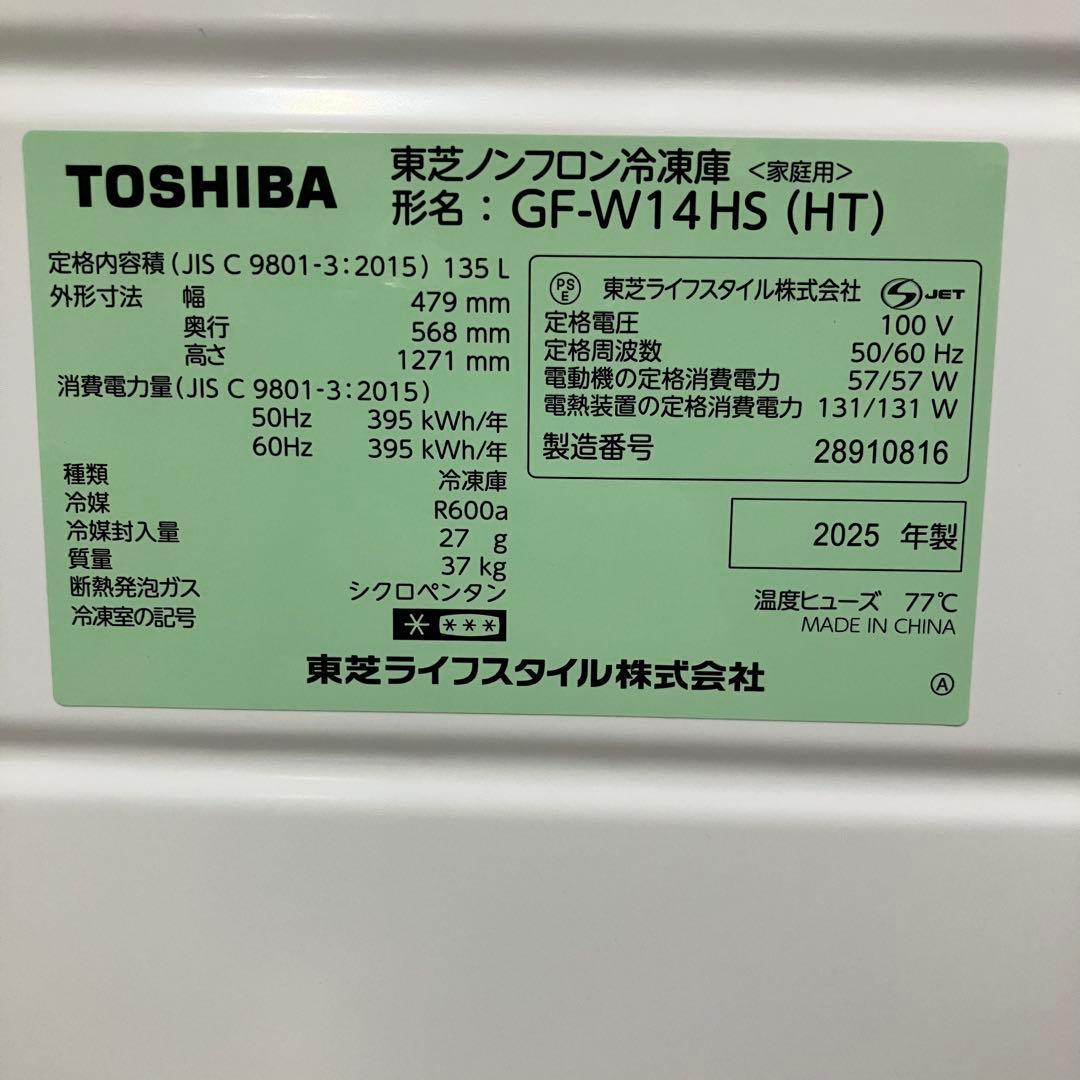 TOSHIBA
東芝ノンフロン冷凍庫 <家庭用>
形名: GF-W14HS (HT)
定格内容積 (JIS C 9801-3:2015) 135 L
外形寸法 幅 479 mm
奥行 568 mm
高さ 1271 mm
消費電力量 (JIS C 9801-3:2015)
50Hz 395 kWh/年
60Hz 395 kWh/年
種類 冷凍庫
冷媒 R600a
冷媒封入量 27 g
質量 37 kg
断熱発泡ガス シクロペンタン
冷凍室の記号 * ***
PS E 東芝ライフスタイル株式会社 S JET
定格電圧 100 V
定格周波数 50/60 Hz
電動機の定格消費電力 57/57 W
電熱装置の定格消費電力 131/131 W
製造番号 28910816
2025 年製
温度ヒューズ 77℃
MADE IN CHINA
東芝ライフスタイル株式会社
Ⓐ